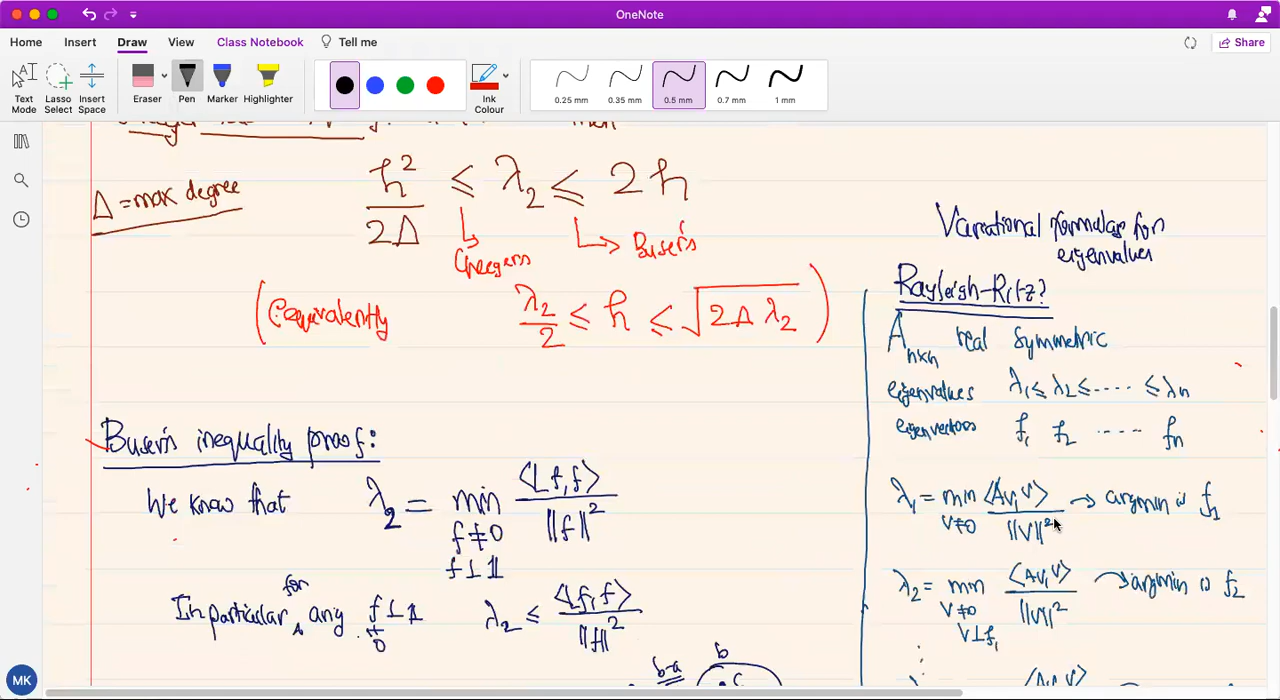 OneNote
Home Insert Draw View Class Notebook Tell me
Share
Text Mode
Lasso Select
Insert Space
Eraser
Pen
Marker
Highlighter
Ink Colour
0.25 mm
0.35 mm
0.5 mm
0.7 mm
1 mm
then
Δ = max degree
h²/2Δ ≤ λ₂ ≤ 2h
Cheegers
Buser's
(equivalently λ₂/2 ≤ h ≤ √(2Δλ₂))
Buser's inequality proof:
We know that λ₂ = min ⟨Lf,f⟩/‖f‖²
f≠0
f⊥𝟙
In particular, for any f⊥𝟙 λ₂ ≤ ⟨Lf,f⟩/‖f‖²
≠0
b-a b
Variational formulas for
eigenvalues
Rayleigh-Ritz?
Aₙₓₙ real symmetric
eigenvalues λ₁ ≤ λ₂ ≤ ---- ≤ λn
eigenvectors f₁ f₂ ---- fn
λ₁ = min ⟨Av,v⟩/‖v‖² → argmin is f₁
v≠0
λ₂ = min ⟨Av,v⟩/‖v‖² → argmin is f₂
v≠0
v⊥f₁
⟨Av,v⟩
MK